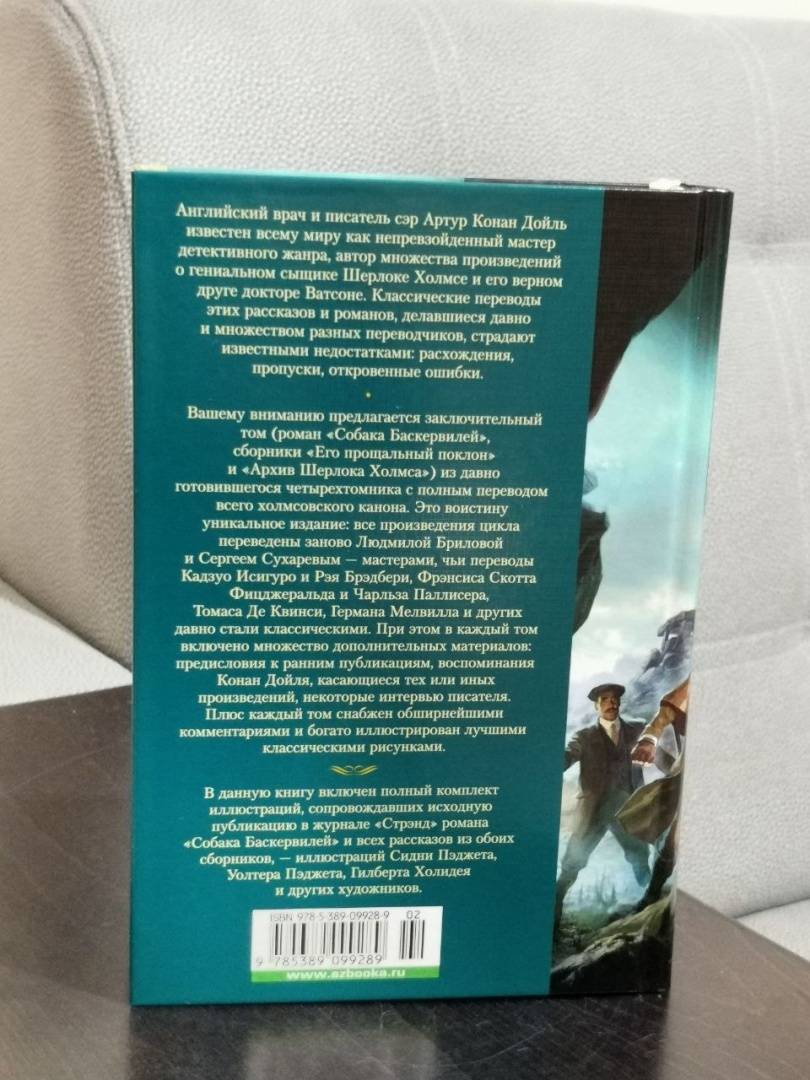 Английский врач и писатель сэр Артур Конан Дойль
известен всему миру как непревзойденный мастер
детективного жанра, автор множества произведений
о гениальном сыщике Шерлоке Холмсе и его верном
друге докторе Ватсоне. Классические переводы
этих рассказов и романов, делавшиеся давно
и множеством разных переводчиков, страдают
известными недостатками: расхождения,
пропуски, откровенные ошибки.
Вашему вниманию предлагается заключительный
том (роман «Собака Баскервилей»,
сборники «Его прощальный поклон»
и «Архив Шерлока Холмса») из давно
готовившегося четырехтомника с полным переводом
всего холмсовского канона. Это воистину
уникальное издание: все произведения цикла
переведены заново Людмилой Бриловой
и Сергеем Сухаревым — мастерами, чьи переводы
Кадзуо Исигуро и Рэя Брэдбери, Фрэнсиса Скотта
Фицджеральда и Чарльза Паллисера,
Томаса Де Квинси, Германа Мелвилла и других
давно стали классическими. При этом в каждый том
включено множество дополнительных материалов:
предисловия к ранним публикациям, воспоминания
Конан Дойля, касающиеся тех или иных
произведений, некоторые интервью писателя.
Плюс каждый том снабжен обширнейшими
комментариями и богато иллюстрирован лучшими
классическими рисунками.
В данную книгу включен полный комплект
иллюстраций, сопровождавших исходную
публикацию в журнале «Стрэнд» романа
«Собака Баскервилей» и всех рассказов из обоих
сборников, — иллюстраций Сидни Пэджета,
Уолтера Пэджета, Гилберта Холидея
и других художников.
ISBN 978-5-389-09928-9 02
9 785389 099289
www.azbooka.ru